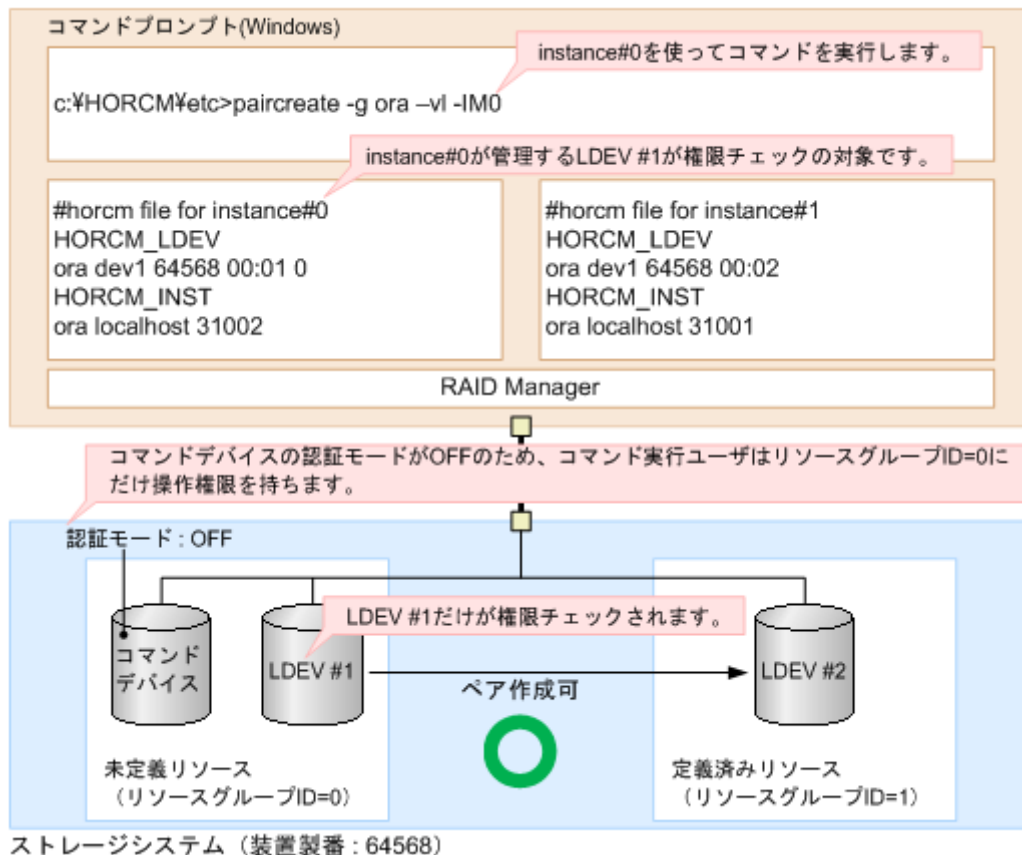 コマンドプロンプト(Windows)
instance#0を使ってコマンドを実行します。
c:¥HORCM¥etc>paircreate -g ora –vl -IM0
instance#0が管理するLDEV #1が権限チェックの対象です。
#horcm file for instance#0
HORCM_LDEV
ora dev1 64568 00:01 0
HORCM_INST
ora localhost 31002
#horcm file for instance#1
HORCM_LDEV
ora dev1 64568 00:02
HORCM_INST
ora localhost 31001
RAID Manager
コマンドデバイスの認証モードがOFFのため、コマンド実行ユーザはリソースグループID=0に
だけ操作権限を持ちます。
認証モード : OFF
LDEV #1だけが権限チェックされます。
コマンド
デバイス
LDEV #1
ペア作成可
LDEV #2
未定義リソース
（リソースグループID=0）
定義済みリソース
（リソースグループID=1）
ストレージシステム（装置製番 : 64568）